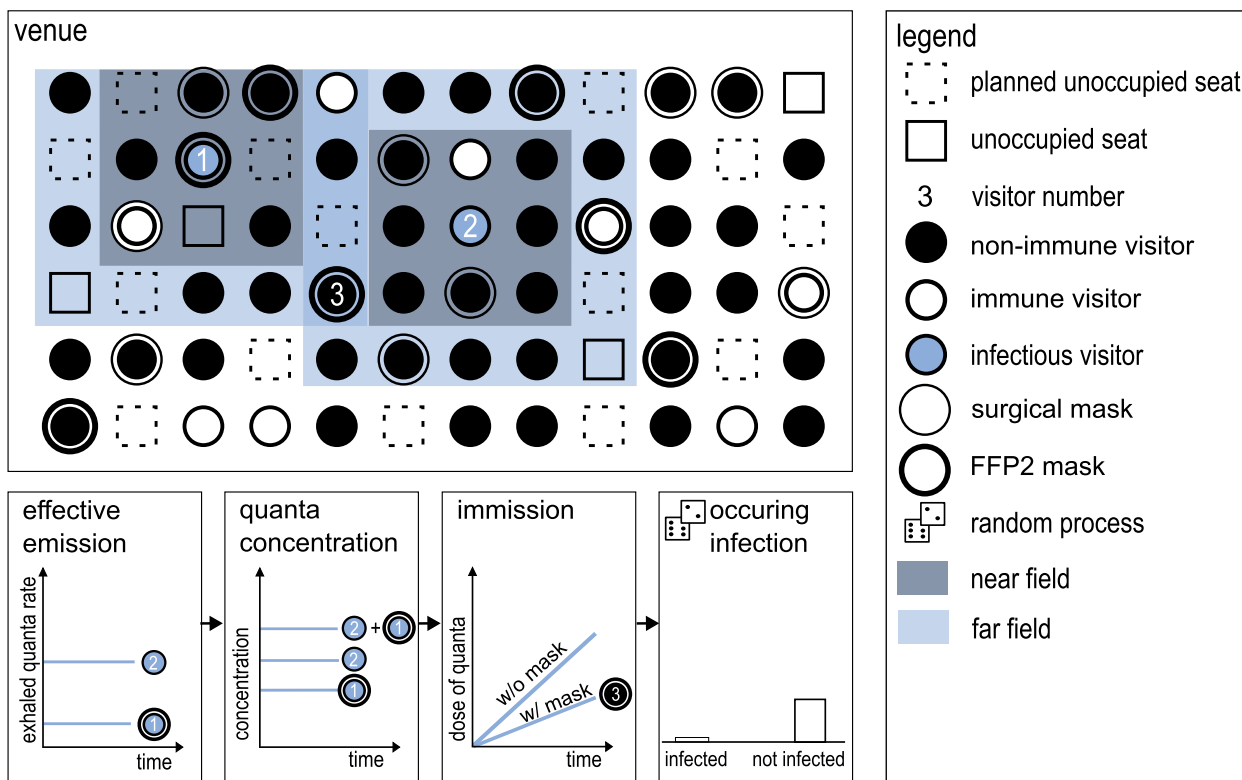 venue
1
2
3
legend
planned unoccupied seat
unoccupied seat
3 visitor number
non-immune visitor
immune visitor
infectious visitor
surgical mask
FFP2 mask
random process
near field
far field
effective
emission
exhaled quanta rate
2
1
time
quanta
concentration
concentration
2 + 1
2
1
time
immission
dose of quanta
w/o mask
w/ mask
3
time
occuring
infection
infected not infected